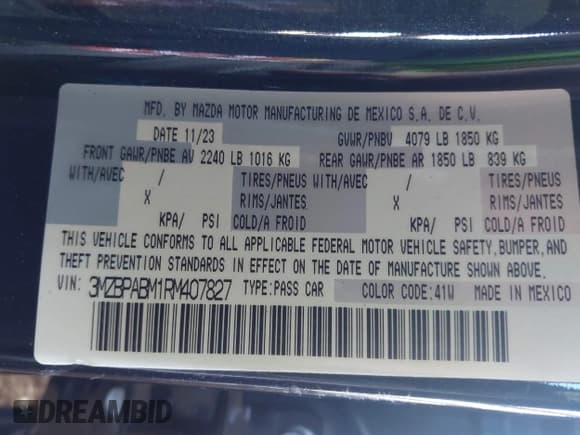 MFD. BY MAZDA MOTOR MANUFACTURING DE MEXICO S.A. DE C.V.
DATE 11/23 GVWR/PNBV 4079 LB 1850 KG
FRONT GAWR/PNBE AV 2240 LB 1016 KG REAR GAWR/PNBE AR 1850 LB 839 KG
WITH/AVEC / TIRES/PNEUS WITH/AVEC / TIRES/PNEUS
X RIMS/JANTES X RIMS/JANTES
KPA/ PSI COLD/A FROID KPA/ PSI COLD/A FROID
THIS VEHICLE CONFORMS TO ALL APPLICABLE FEDERAL MOTOR VEHICLE SAFETY,BUMPER,AND
THEFT PREVENTION STANDARDS IN EFFECT ON THE DATE OF MANUFACTURE SHOWN ABOVE.
VIN: 3MZBPABM1RM407827 TYPE:PASS CAR COLOR CODE:41W MADE IN MEXICO
DREAMBID